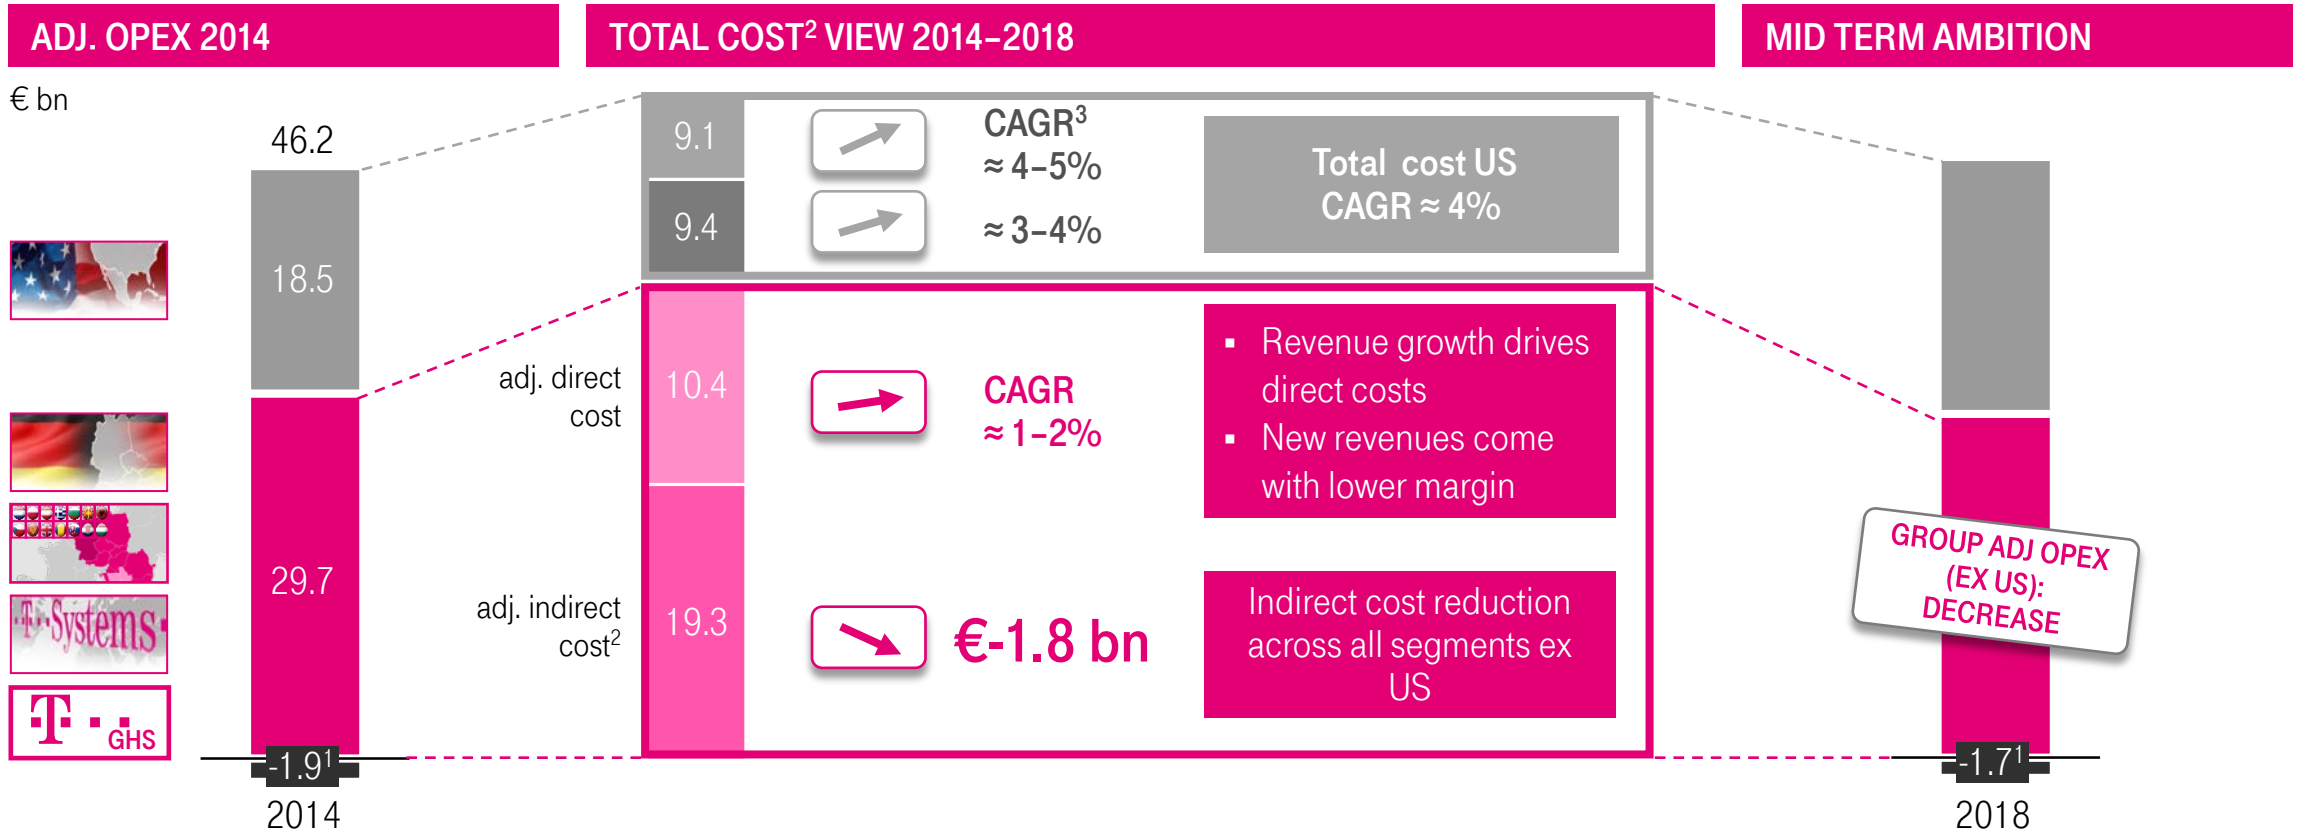 ADJ. OPEX 2014
TOTAL COST² VIEW 2014–2018
MID TERM AMBITION
€ bn
46.2
18.5
29.7
-1.9¹
2014
·T··Systems·
T··
GHS
adj. direct
cost
adj. indirect
cost²
9.1
9.4
10.4
19.3
CAGR³
≈ 4–5%
≈ 3–4%
Total cost US
CAGR ≈ 4%
CAGR
≈ 1–2%
▪ Revenue growth drives
direct costs
▪ New revenues come
with lower margin
€-1.8 bn
Indirect cost reduction
across all segments ex
US
GROUP ADJ OPEX
(EX US):
DECREASE
-1.7¹
2018